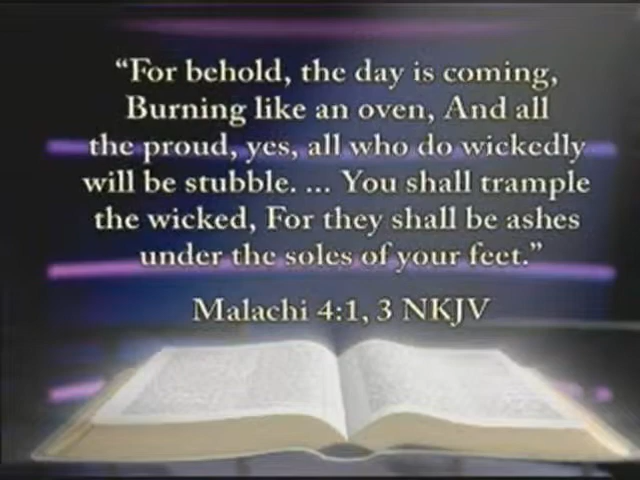 “For behold, the day is coming,
Burning like an oven, And all
the proud, yes, all who do wickedly
will be stubble. ... You shall trample
the wicked, For they shall be ashes
under the soles of your feet.”
Malachi 4:1, 3 NKJV